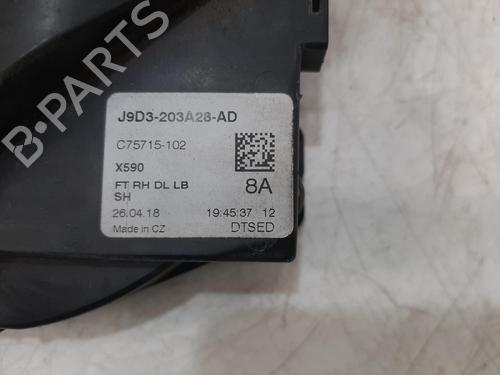 J9D3-203A28-AD
C75715-102
X590
FT RH DL LB
SH
8A
26.04.18 19:45:37 12
Made in CZ DTSED
B-PARTS